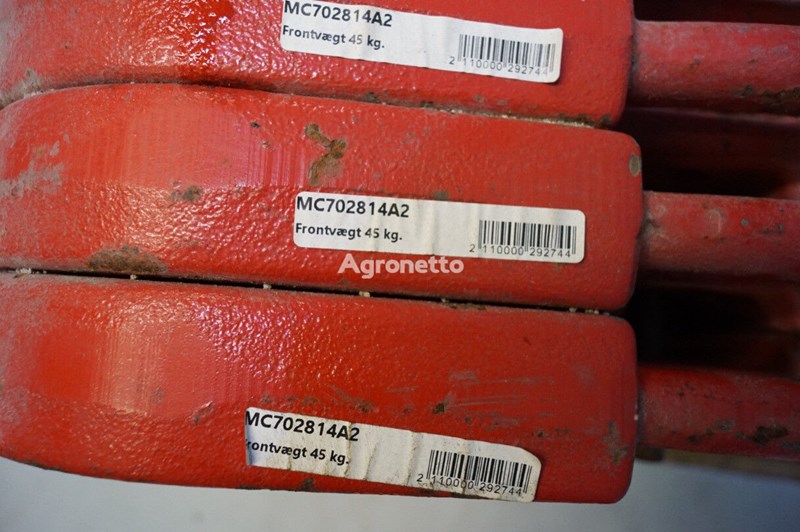 MC702814A2
Frontvægt 45 kg.
2 110000 292744
MC702814A2
Frontvægt 45 kg.
2 110000 292744
Agronetto
MC702814A2
rontvægt 45 kg.
2 110000 292744